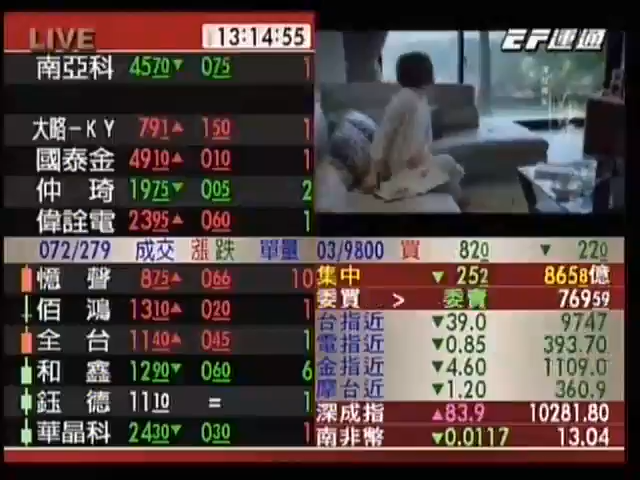 LIVE 13:14:55
EF運通
南亞科 4570▼ 075 1
大略-KY 791▲ 150 1
國泰金 4910▲ 010 1
仲琦 1975▼ 005 2
偉詮電 2395▲ 060 1
072/279 成交 漲跌 單量 03/9800 買 820 ▼ 220
憶聲 875▲ 066 10
佰鴻 1310▲ 020 1
全台 1140▲ 045 1
和鑫 1290▼ 060 6
鈺德 1110 = 1
華晶科 2430▼ 030 1
集中 ▼ 252 8658億
委買 > 委賣 76959
台指近 ▼39.0 9747
電指近 ▼0.85 393.70
金指近 ▼4.60 1109.0
摩台近 ▼1.20 360.9
深成指 ▲83.9 10281.80
南非幣 ▼0.0117 13.04